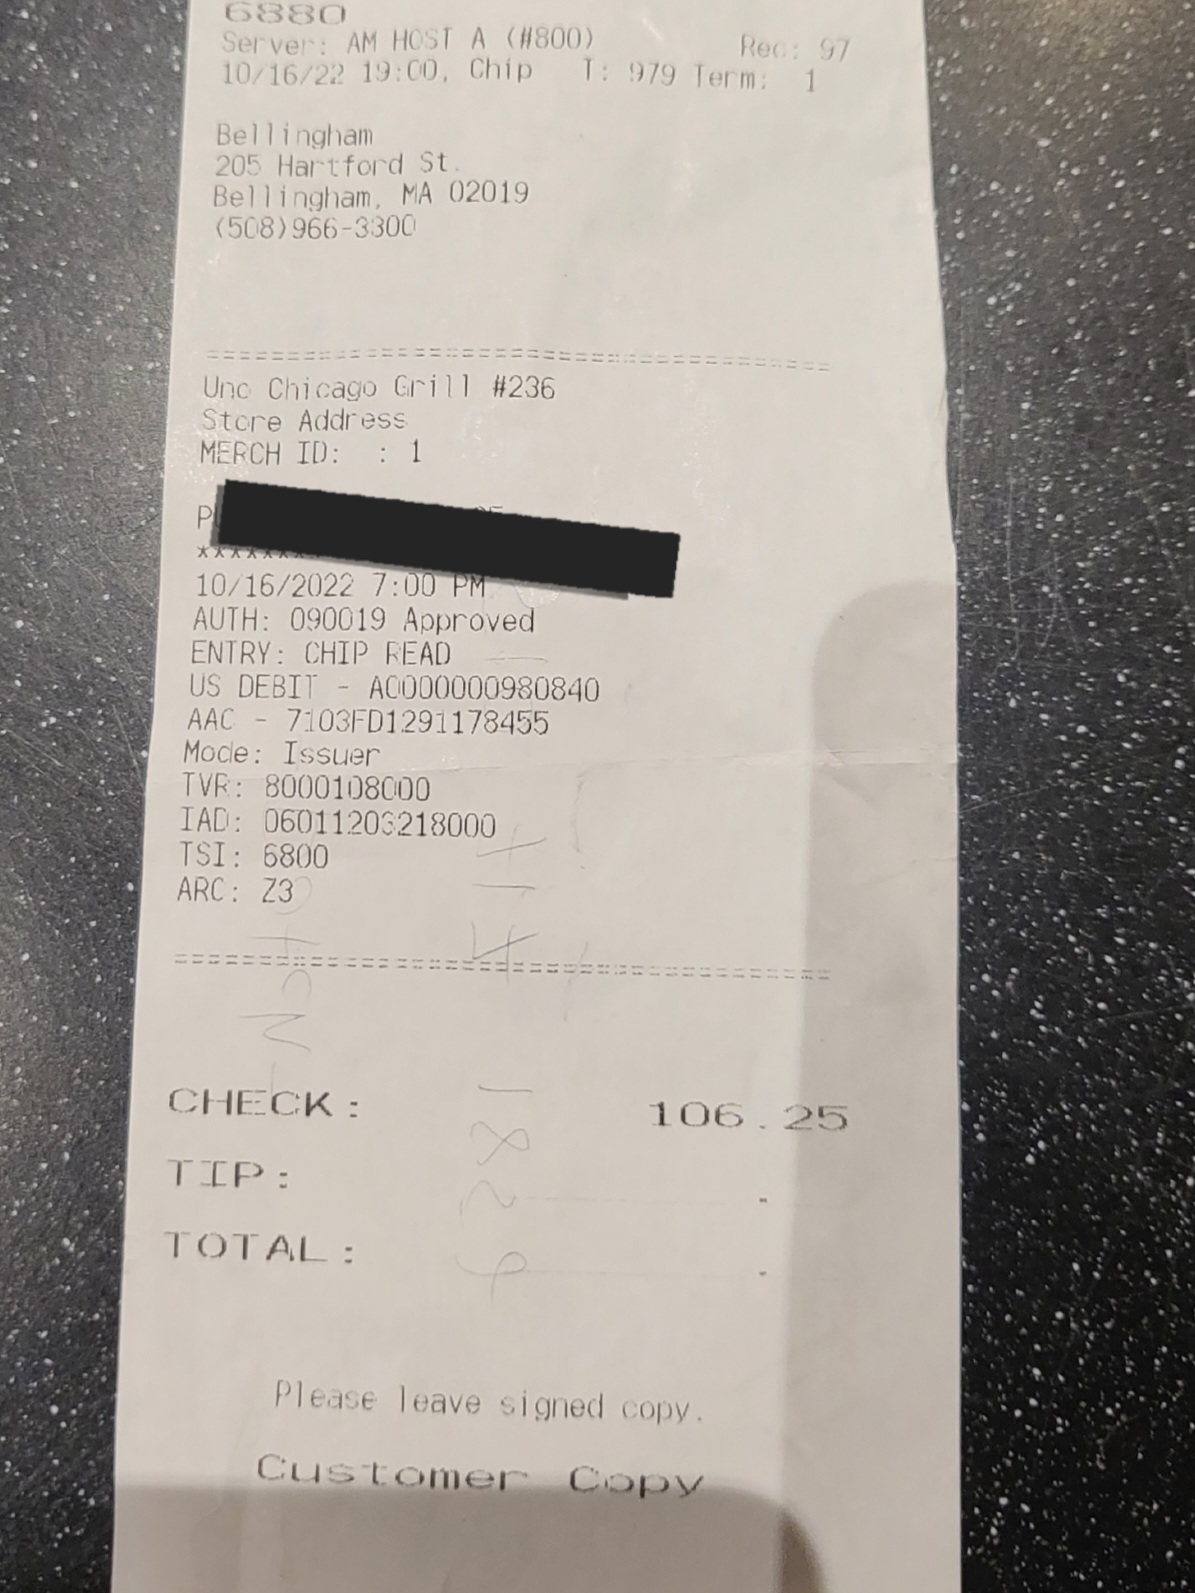 6880
Server: AM HOST A (#800) Rec: 97
10/16/22 19:00, Chip T: 979 Term: 1
Bellingham
205 Hartford St.
Bellingham, MA 02019
(508)966-3300
Uno Chicago Grill #236
Store Address
MERCH ID: : 1
10/16/2022 7:00 PM
AUTH: 090019 Approved
ENTRY: CHIP READ
US DEBIT - A0000000980840
AAC - 7103FD1291178455
Mode: Issuer
TVR: 8000108000
IAD: 06011203218000
TSI: 6800
ARC: Z3
CHECK: 106.25
TIP: .
TOTAL: .
Please leave signed copy.
Customer Copy